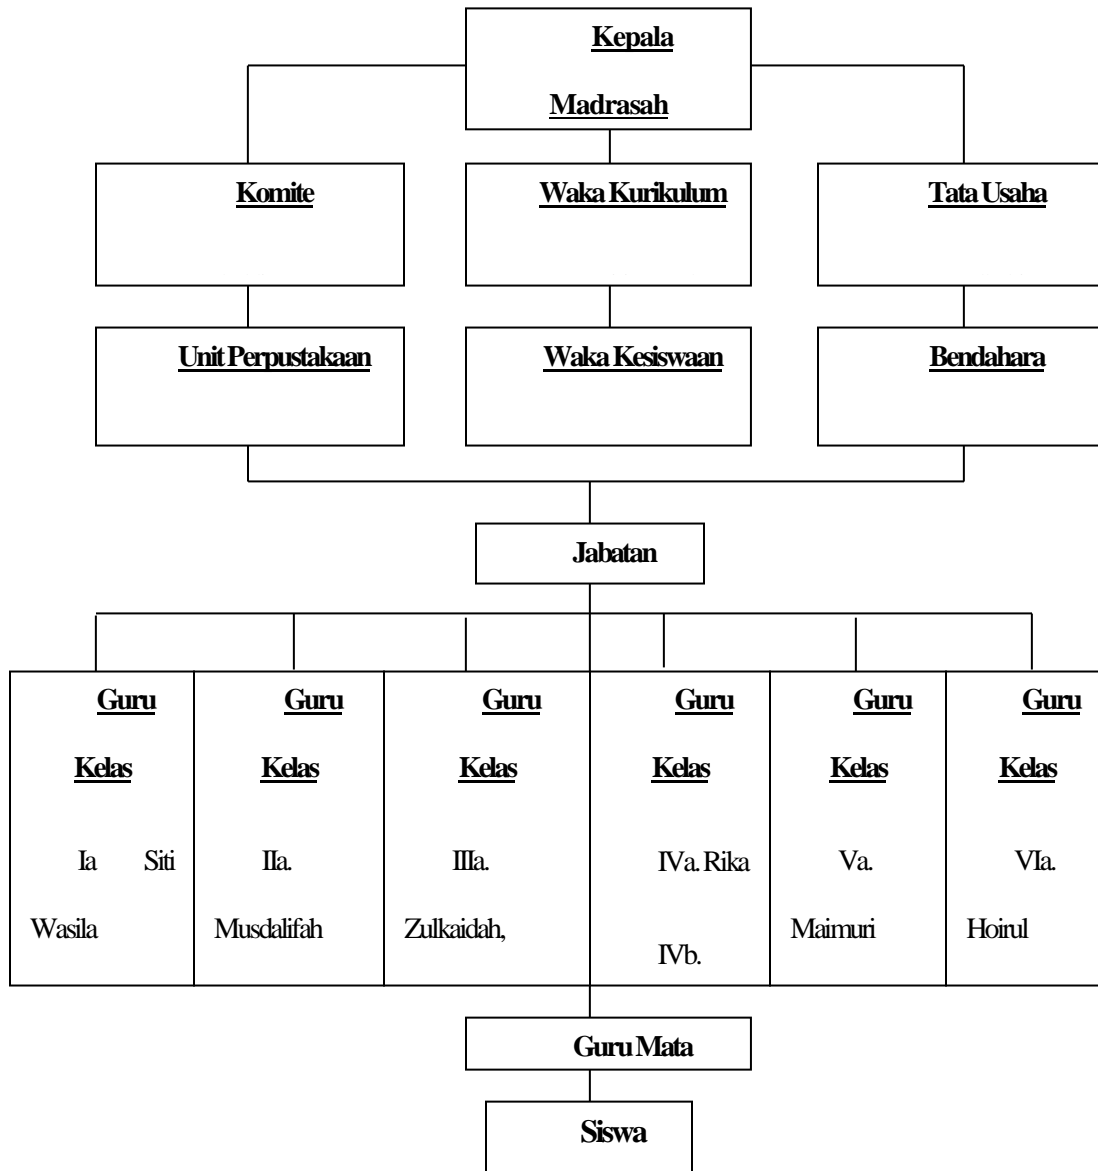 Kepala
Madrasah
Komite
Waka Kurikulum
Tata Usaha
Unit Perpustakaan
Waka Kesiswaan
Bendahara
Jabatan
Guru
Kelas
Ia Siti
Wasila
Guru
Kelas
IIa.
Musdalifah
Guru
Kelas
IIIa.
Zulkaidah,
Guru
Kelas
IVa. Rika
IVb.
Guru
Kelas
Va.
Maimuri
Guru
Kelas
VIa.
Hoirul
Guru Mata
Siswa